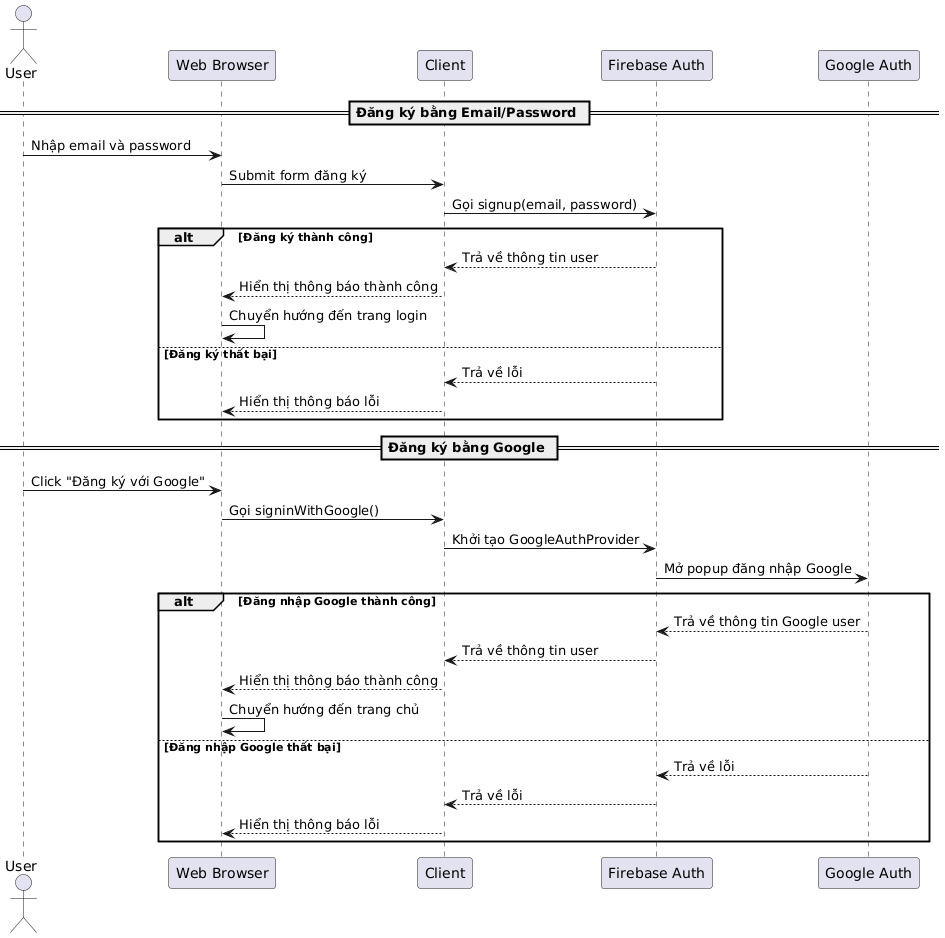 User
Web Browser
Client
Firebase Auth
Google Auth
Đăng ký bằng Email/Password
Nhập email và password
Submit form đăng ký
Gọi signup(email, password)
alt
[Đăng ký thành công]
Trả về thông tin user
Hiển thị thông báo thành công
Chuyển hướng đến trang login
[Đăng ký thất bại]
Trả về lỗi
Hiển thị thông báo lỗi
Đăng ký bằng Google
Click "Đăng ký với Google"
Gọi signinWithGoogle()
Khởi tạo GoogleAuthProvider
Mở popup đăng nhập Google
alt
[Đăng nhập Google thành công]
Trả về thông tin Google user
Trả về thông tin user
Hiển thị thông báo thành công
Chuyển hướng đến trang chủ
[Đăng nhập Google thất bại]
Trả về lỗi
Trả về lỗi
Hiển thị thông báo lỗi
User
Web Browser
Client
Firebase Auth
Google Auth